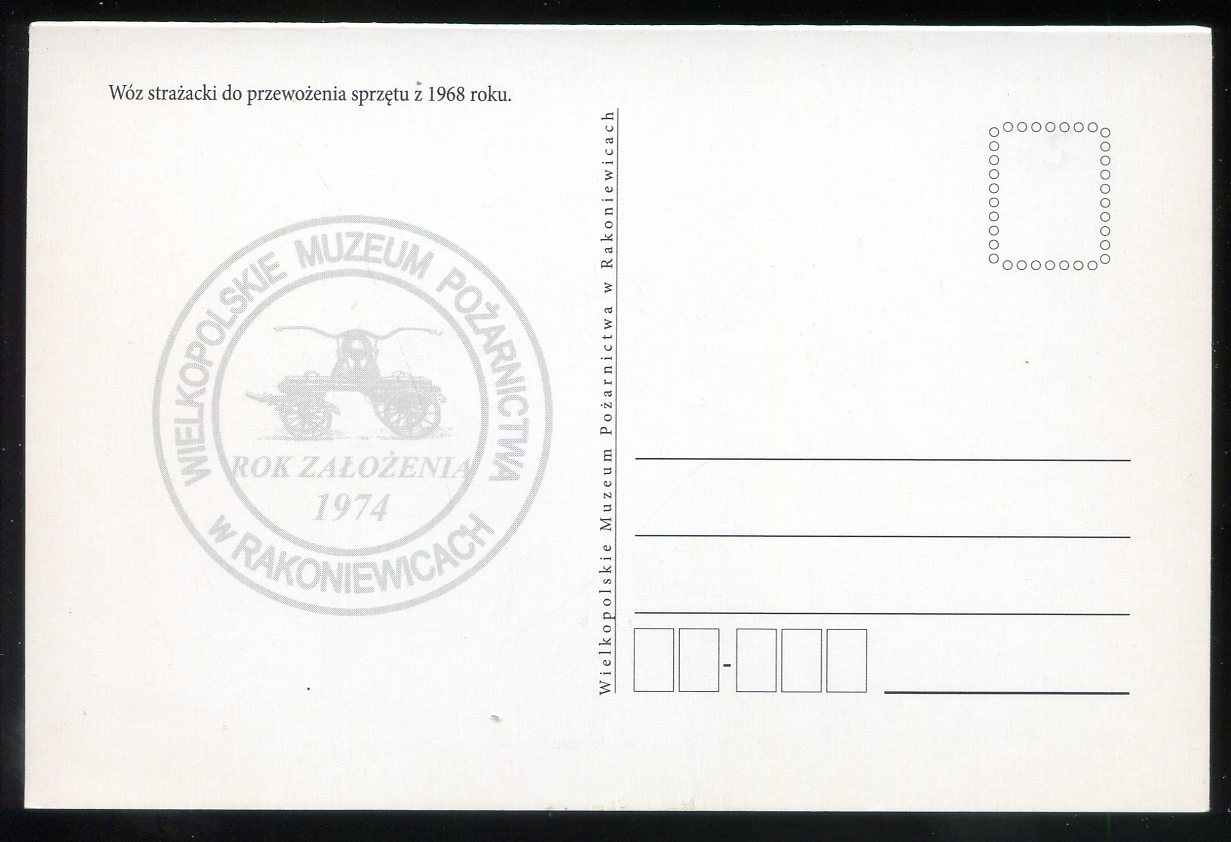 Wóz strażacki do przewożenia sprzętu z 1968 roku.
WIELKOPOLSKIE MUZEUM POŻARNICTWA
w RAKONIEWICACH
ROK ZAŁOŻENIA
1974
Wielkopolskie Muzeum Pożarnictwa w Rakoniewicach
-